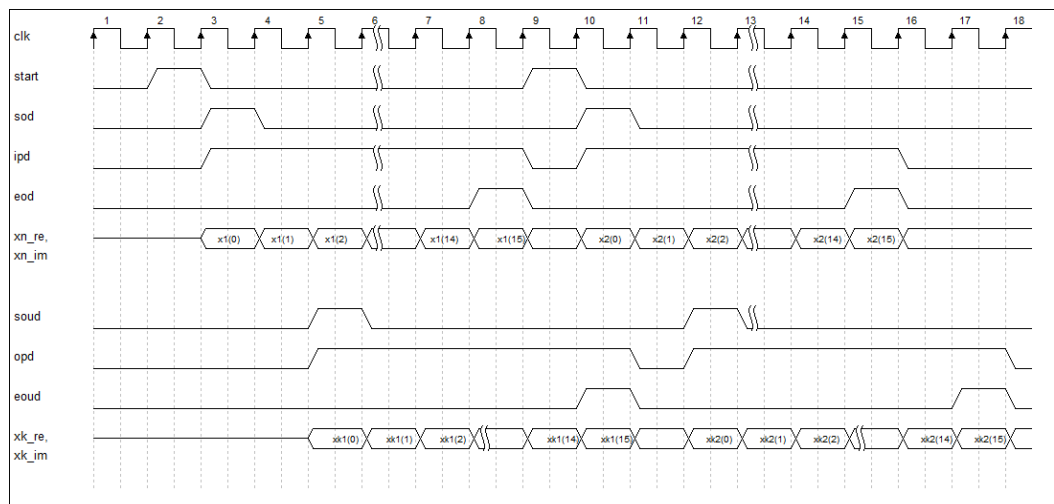 1 2 3 4 5 6 7 8 9 10 11 12 13 14 15 16 17 18
clk
start
sod
ipd
eod
xn_re, x1(0) x1(1) x1(2) x1(14) x1(15) x2(0) x2(1) x2(2) x2(14) x2(15)
xn_im
soud
opd
eoud
xk_re, xk1(0) xk1(1) xk1(2) xk1(14) xk1(15) xk2(0) xk2(1) xk2(2) xk2(14) xk2(15)
xk_im